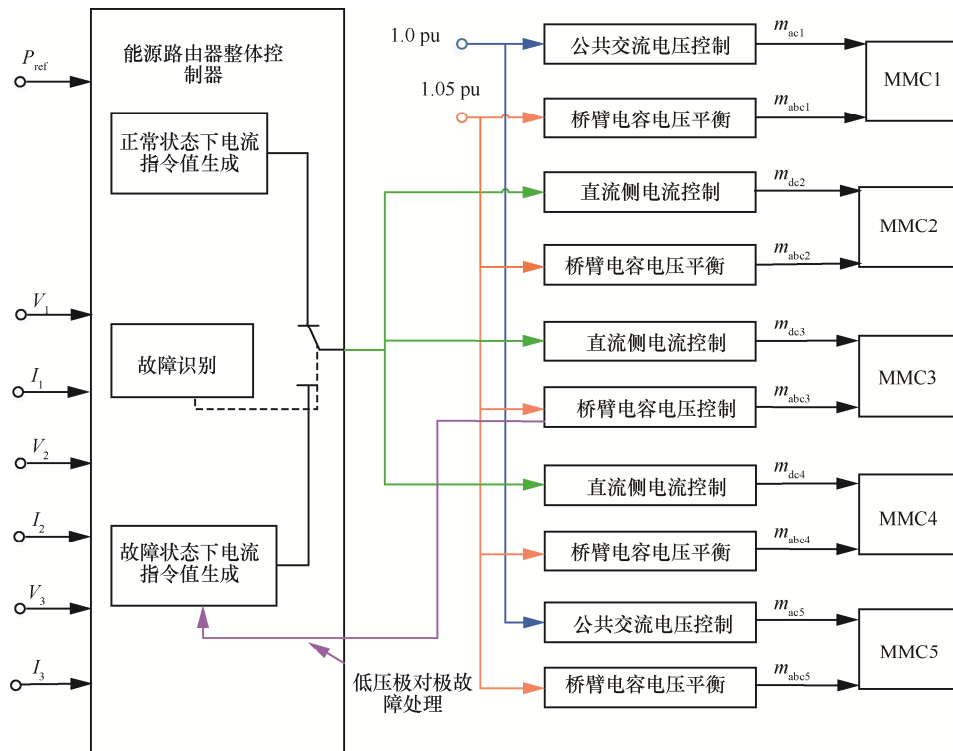 P_ref
V_1
I_1
V_2
I_2
V_3
I_3
能源路由器整体控
制器
正常状态下电流
指令值生成
故障识别
故障状态下电流
指令值生成
低压极对极故
障处理
1.0 pu
1.05 pu
公共交流电压控制
m_ac1
桥臂电容电压平衡
m_abc1
MMC1
直流侧电流控制
m_dc2
桥臂电容电压平衡
m_abc2
MMC2
直流侧电流控制
m_dc3
桥臂电容电压控制
m_abc3
MMC3
直流侧电流控制
m_dc4
桥臂电容电压平衡
m_abc4
MMC4
公共交流电压控制
m_ac5
桥臂电容电压平衡
m_abc5
MMC5